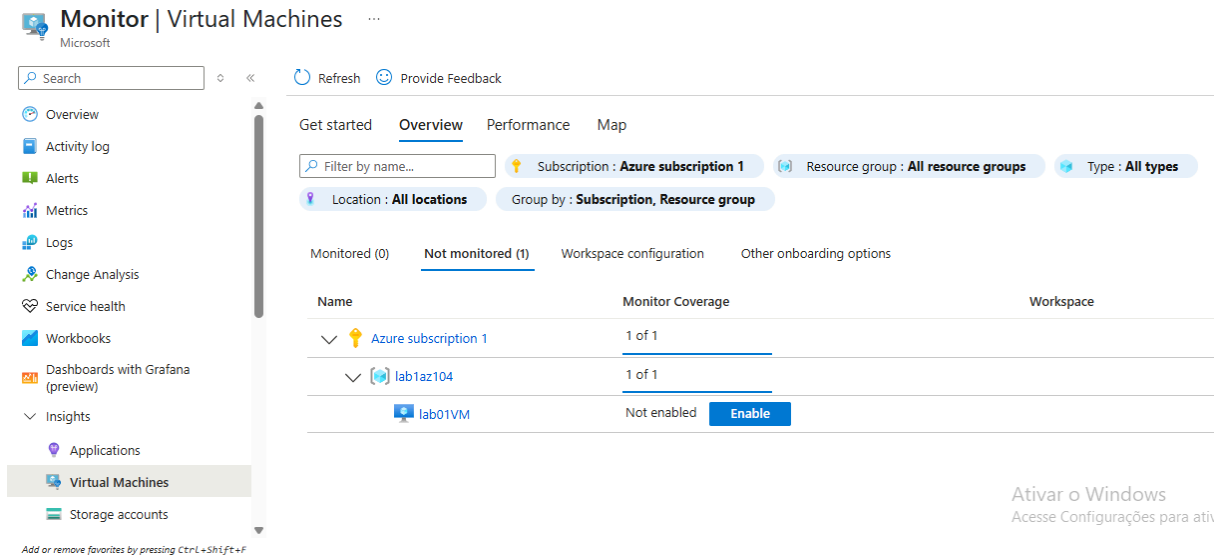 Monitor | Virtual Machines ...
Microsoft
Search
Refresh Provide Feedback
Overview
Activity log
Alerts
Metrics
Logs
Change Analysis
Service health
Workbooks
Dashboards with Grafana
(preview)
Insights
Applications
Virtual Machines
Storage accounts
Add or remove favorites by pressing Ctrl+Shift+F
Get started Overview Performance Map
Filter by name... Subscription : Azure subscription 1 Resource group : All resource groups Type : All types
Location : All locations Group by : Subscription, Resource group
Monitored (0) Not monitored (1) Workspace configuration Other onboarding options
Name Monitor Coverage Workspace
Azure subscription 1 1 of 1
lab1az104 1 of 1
lab01VM Not enabled Enable
Ativar o Windows
Acesse Configurações para ativ